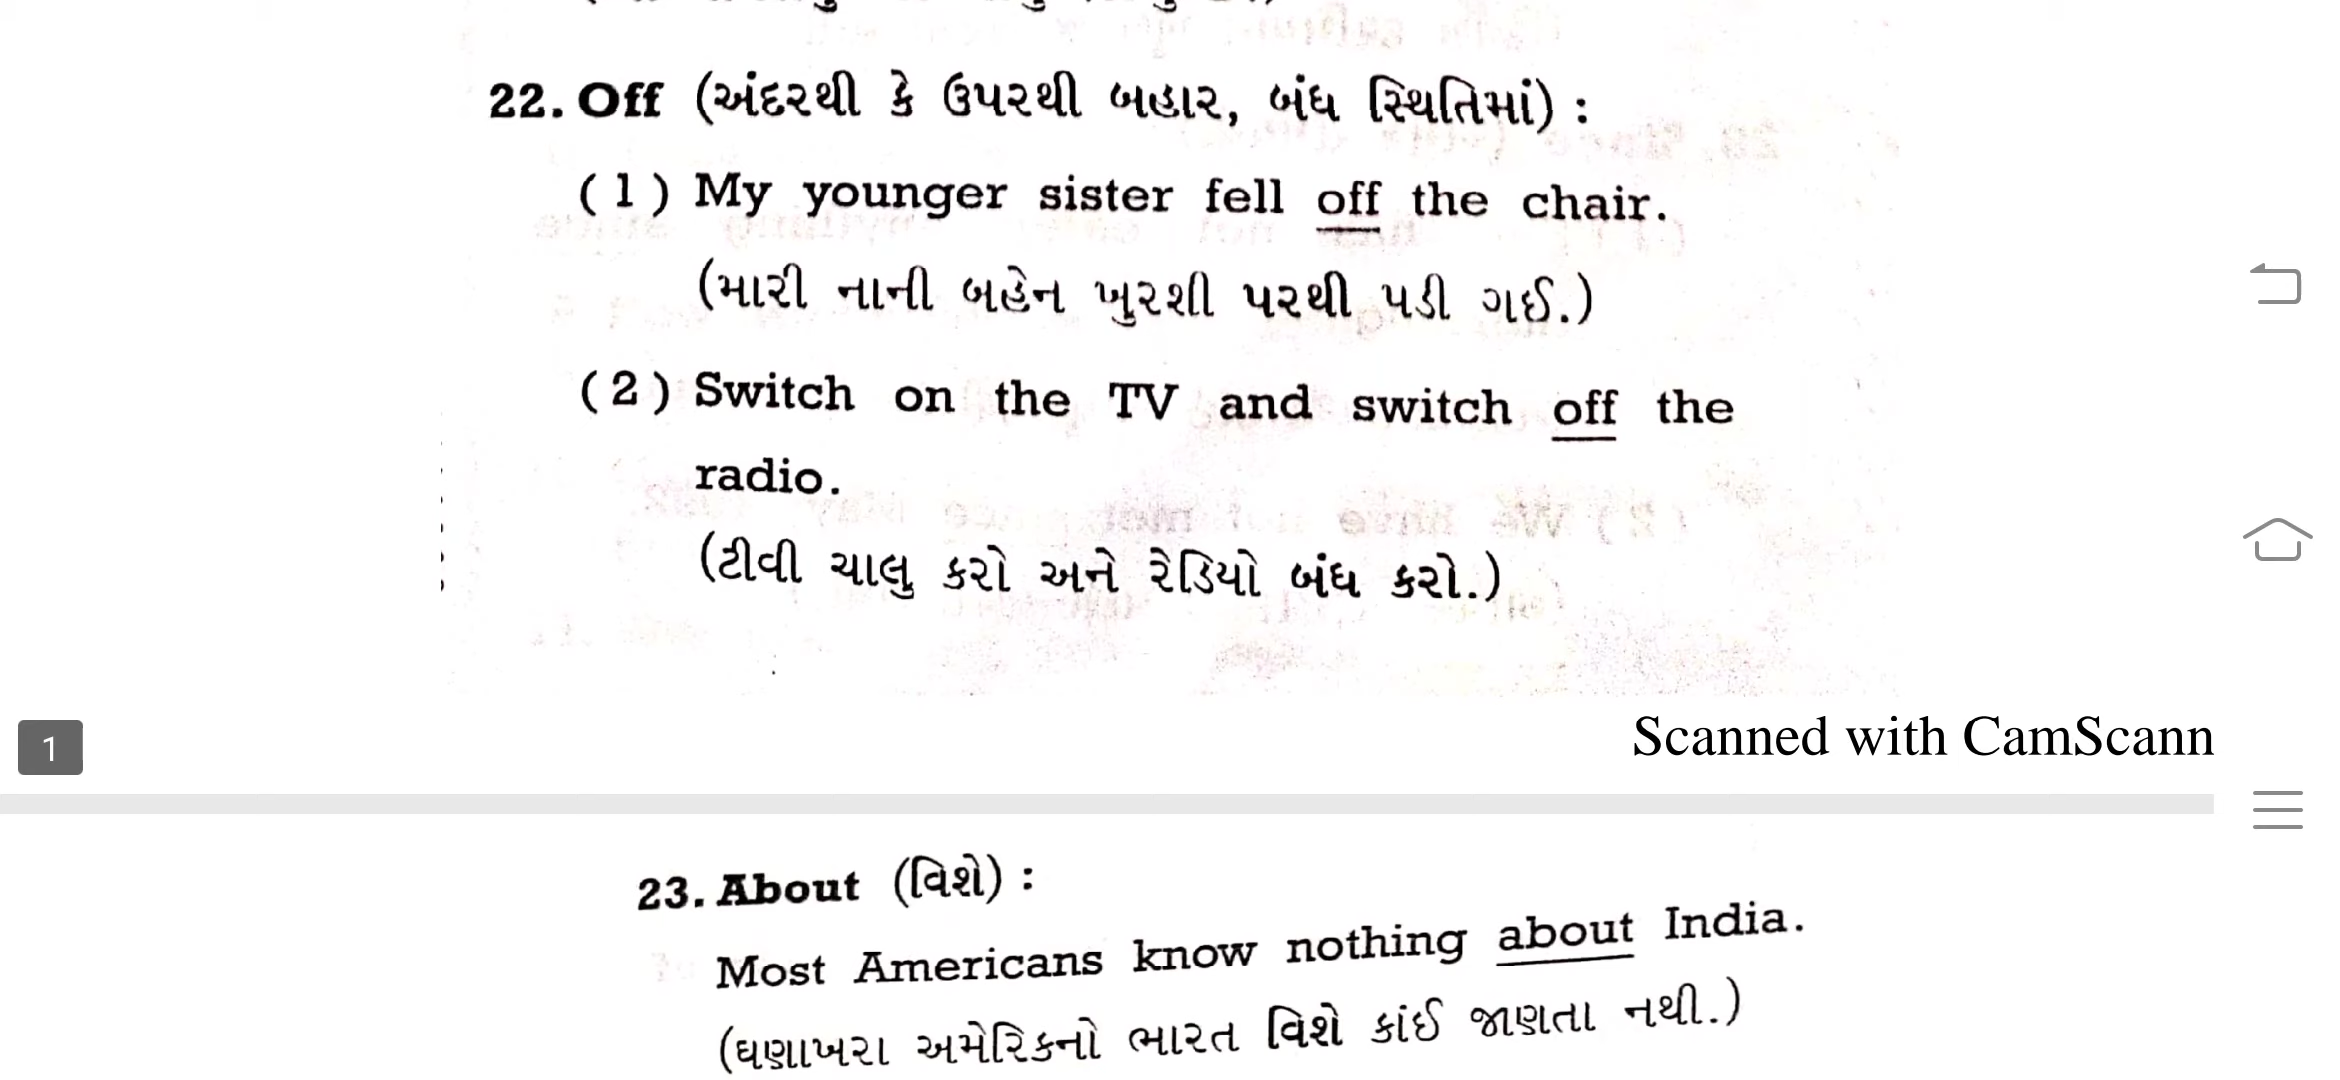 22. Off (અંદરથી કે ઉપરથી બહાર, બંધ સ્થિતિમાં) :
(1) My younger sister fell off the chair.
(મારી નાની બહેન ખુરશી પરથી પડી ગઈ.)
(2) Switch on the TV and switch off the
radio.
(ટીવી ચાલુ કરો અને રેડિયો બંધ કરો.)
1
Scanned with CamScann
23. About (વિશે) :
Most Americans know nothing about India.
(ઘણાખરા અમેરિકનો ભારત વિશે કાંઈ જાણતા નથી.)